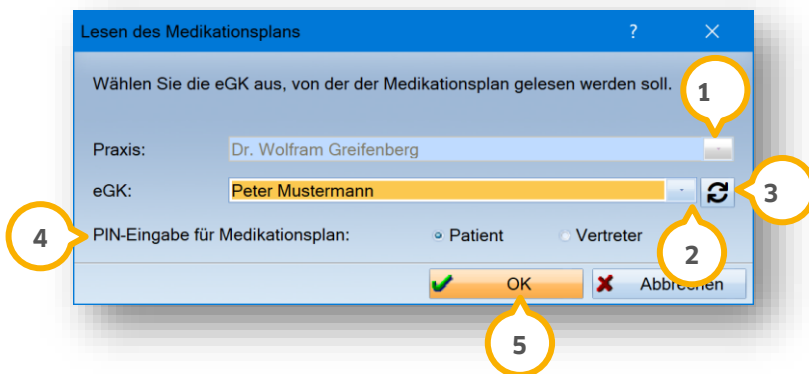 Lesen des Medikationsplans ?
Wählen Sie die eGK aus, von der der Medikationsplan gelesen werden soll.
1
Praxis: Dr. Wolfram Greifenberg
eGK: Peter Mustermann
3
4
PIN-Eingabe für Medikationsplan: Patient Vertreter
2
OK Abbrechen
5